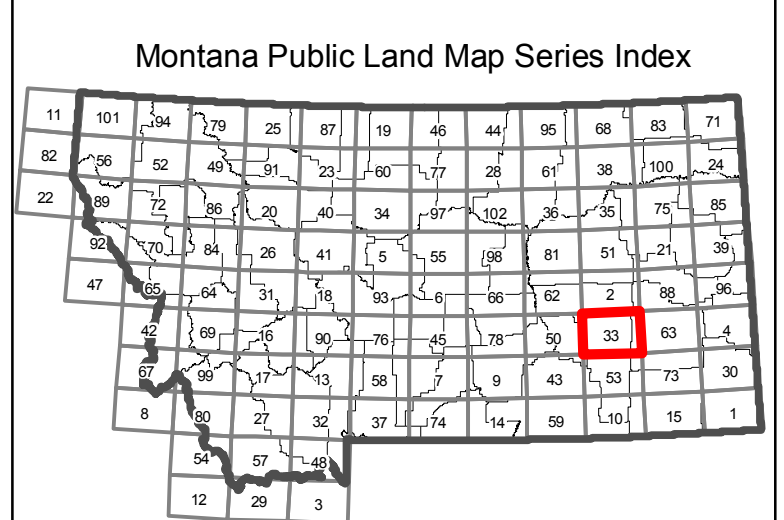 Montana Public Land Map Series Index
11 101 94 79 25 87 19 46 44 95 68 83 71
82 56 52 49 91 23 60 77 28 61 38 100 24
22 89 72 86 20 40 34 97 102 36 35 75 85
92 70 84 26 41 5 55 98 81 51 21 39
47 65 64 31 18 93 6 66 62 2 88 96
42 69 16 90 76 45 78 50 33 63 4
67 99 17 13 58 7 9 43 53 73 30
8 80 27 32 37 74 14 59 10 15 1
54 57 48
12 29 3